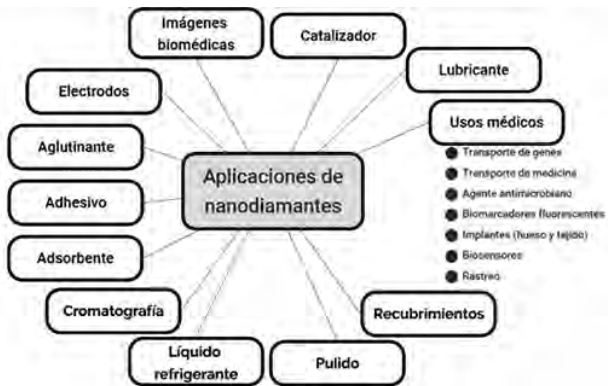 Imágenes
biomédicas
Catalizador
Lubricante
Electrodos
Usos médicos
Transporte de genes
Transporte de medicina
Agente antimicrobiano
Biomarcadores fluorescentes
Implantes (hueso y tejido)
Biosensores
Rastreo
Aglutinante
Aplicaciones de
nanodiamantes
Adhesivo
Adsorbente
Cromatografía
Recubrimientos
Líquido
refrigerante
Pulido